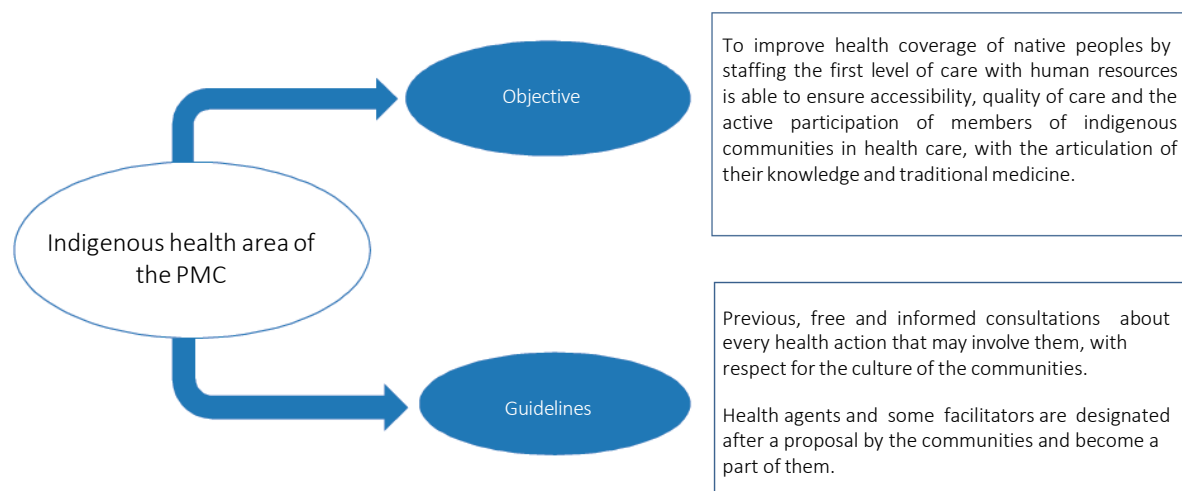 Indigenous health area of
the PMC
Objective
To improve health coverage of native peoples by
staffing the first level of care with human resources
is able to ensure accessibility, quality of care and the
active participation of members of indigenous
communities in health care, with the articulation of
their knowledge and traditional medicine.
Guidelines
Previous, free and informed consultations about
every health action that may involve them, with
respect for the culture of the communities.
Health agents and some facilitators are designated
after a proposal by the communities and become a
part of them.